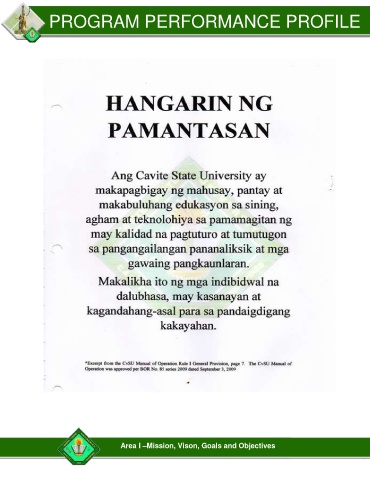 PROGRAM PERFORMANCE PROFILE
HANGARIN NG
PAMANTASAN
Ang Cavite State University ay
makapagbigay ng mahusay, pantay at
makabuluhang edukasyon sa sining,
agham at teknolohiya sa pamamagitan ng
may kalidad na pagtuturo at tumutugon
sa pangangailangan pananaliksik at mga
gawaing pangkaunlaran.
Makalikha ito ng mga indibidwal na
dalubhasa, may kasanayan at
kagandahang-asal para sa pandaigdigang
kakayahan.
*Excerpt from the CvSU Manual of Operation Rule I General Provision, page 7. The CvSU Manual of
Operation was approved per BOR No. 85 series 2009 dated September 3, 2009
Area I –Mission, Vison, Goals and Objectives